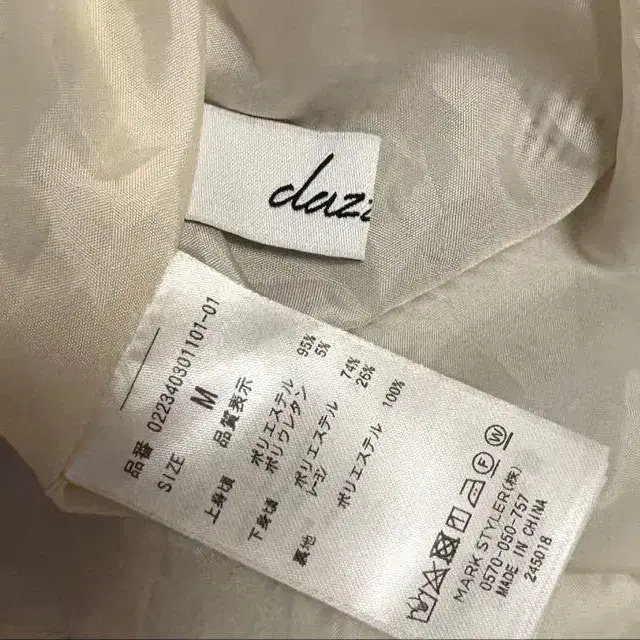 dazz
品番 022340301101-01
SIZE M
品質表示
上身頃 ポリエステル 95%
ポリウレタン 5%
下身頃 ポリエステル 74%
レーヨン 26%
裏地 ポリエステル 100%
MARK STYLER(株)
0570-050-757
MADE IN CHINA
245018